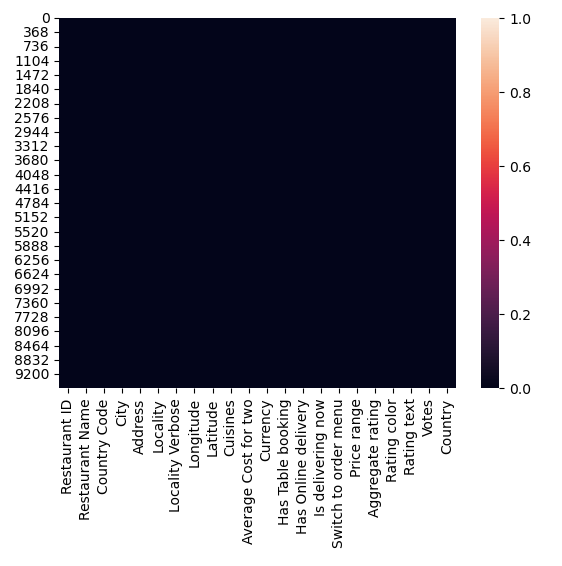 0
368
736
1104
1472
1840
2208
2576
2944
3312
3680
4048
4416
4784
5152
5520
5888
6256
6624
6992
7360
7728
8096
8464
8832
9200
Restaurant ID
Restaurant Name
Country Code
City
Address
Locality
Locality Verbose
Longitude
Latitude
Cuisines
Average Cost for two
Currency
Has Table booking
Has Online delivery
Is delivering now
Switch to order menu
Price range
Aggregate rating
Rating color
Rating text
Votes
Country
1.0
0.8
0.6
0.4
0.2
0.0